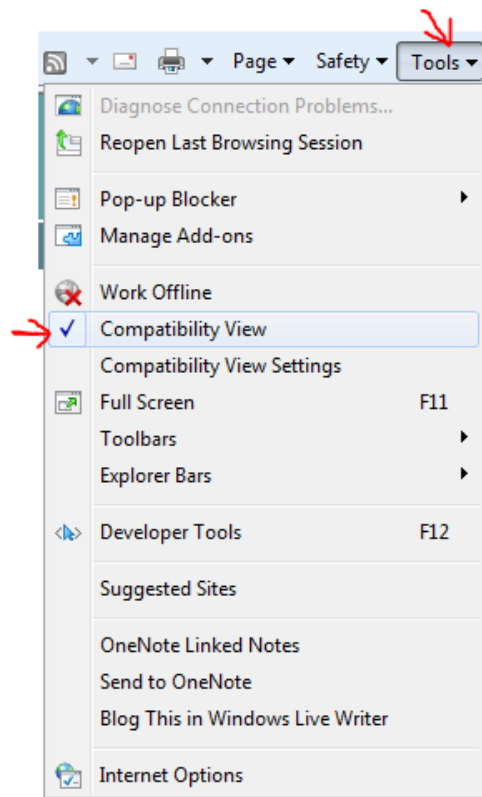 Page Safety Tools
Diagnose Connection Problems...
Reopen Last Browsing Session
Pop-up Blocker
Manage Add-ons
Work Offline
Compatibility View
Compatibility View Settings
Full Screen F11
Toolbars
Explorer Bars
Developer Tools F12
Suggested Sites
OneNote Linked Notes
Send to OneNote
Blog This in Windows Live Writer
Internet Options